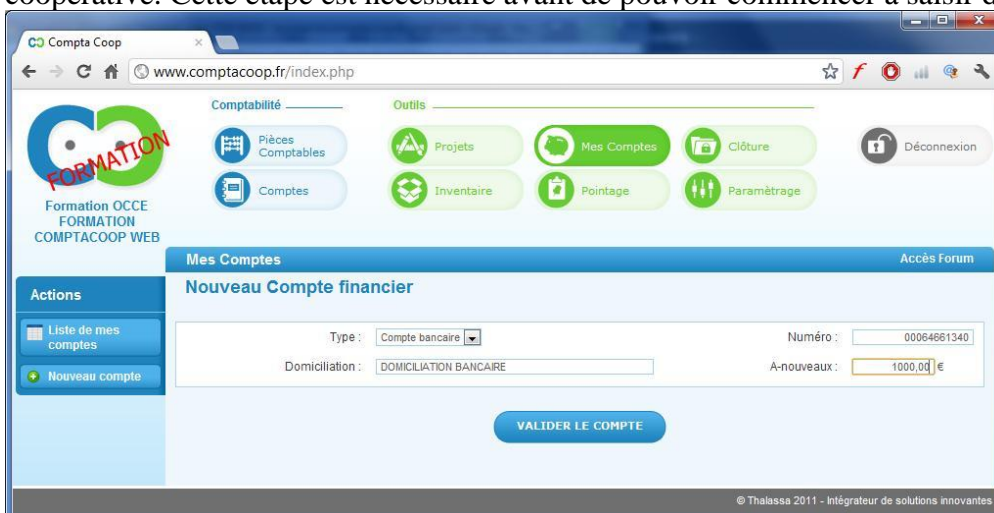 coopérative. Cette étape est nécessaire avant de pouvoir commencer à saisir d
Compta Coop
www.comptacoop.fr/index.php
Comptabilité
Outils
FORMATION
Pièces
Comptables
Projets
Mes Comptes
Clôture
Déconnexion
Comptes
Inventaire
Pointage
Paramètrage
Formation OCCE
FORMATION
COMPTACOOP WEB
Mes Comptes
Accès Forum
Actions
Nouveau Compte financier
Liste de mes
comptes
Nouveau compte
Type : Compte bancaire
Numéro : 00064661340
Domiciliation : DOMICILIATION BANCAIRE
A-nouveaux : 1000,00 €
VALIDER LE COMPTE
© Thalassa 2011 - Intégrateur de solutions innovantes